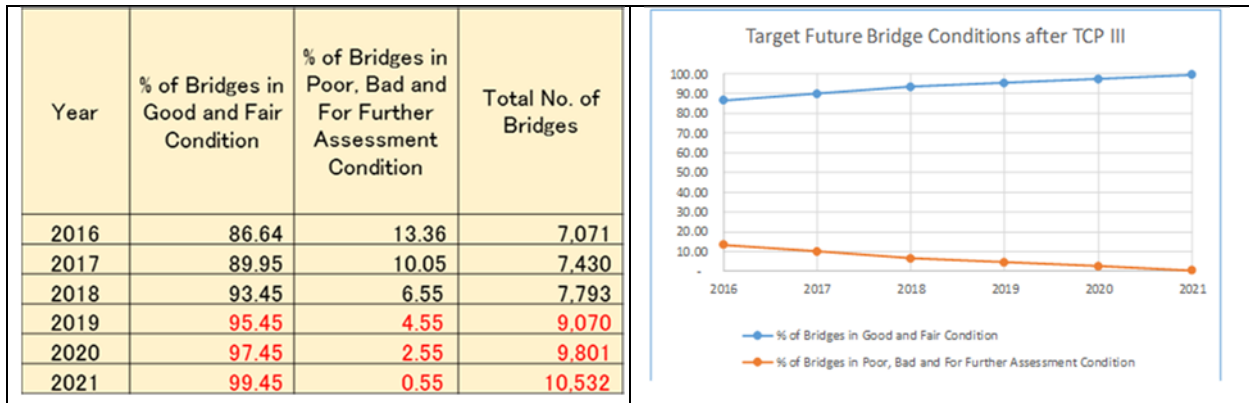 Year
% of Bridges in
Good and Fair
Condition
% of Bridges in
Poor, Bad and
For Further
Assessment
Condition
Total No. of
Bridges
2016 86.64 13.36 7,071
2017 89.95 10.05 7,430
2018 93.45 6.55 7,793
2019 95.45 4.55 9,070
2020 97.45 2.55 9,801
2021 99.45 0.55 10,532
Target Future Bridge Conditions after TCP III
100.00
90.00
80.00
70.00
60.00
50.00
40.00
30.00
20.00
10.00
-
2016 2017 2018 2019 2020 2021
% of Bridges in Good and Fair Condition
% of Bridges in Poor, Bad and For Further Assessment Condition